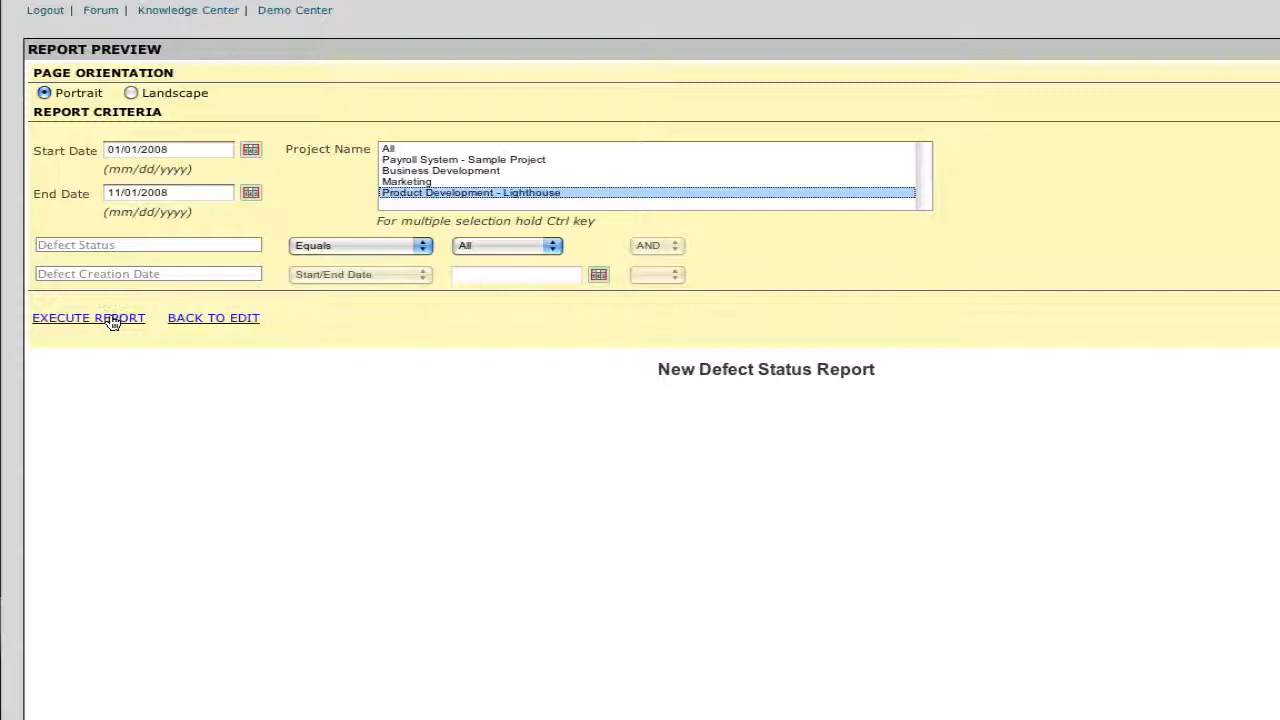 Logout | Forum | Knowledge Center | Demo Center
REPORT PREVIEW
PAGE ORIENTATION
Portrait Landscape
REPORT CRITERIA
Start Date 01/01/2008 Project Name All
(mm/dd/yyyy) Payroll System - Sample Project
Business Development
Marketing
End Date 11/01/2008 Product Development - Lighthouse
(mm/dd/yyyy) For multiple selection hold Ctrl key
Defect Status Equals All AND
Defect Creation Date Start/End Date
EXECUTE REPORT BACK TO EDIT
New Defect Status Report